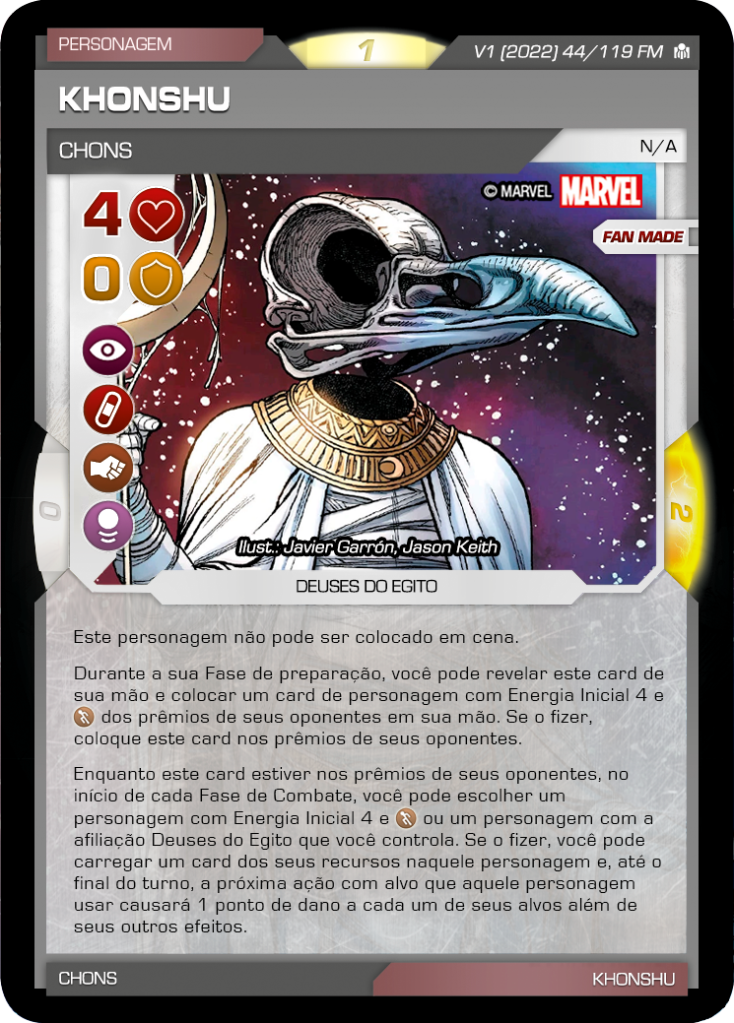 PERSONAGEM
1
V1 (2022) 44/119 FM
KHONSHU
CHONS
N/A
© MARVEL MARVEL
4
FAN MADE
0
0
2
Ilust.: Javier Garrón, Jason Keith
DEUSES DO EGITO
Este personagem não pode ser colocado em cena.
Durante a sua Fase de preparação, você pode revelar este card de
sua mão e colocar um card de personagem com Energia Inicial 4 e
dos prêmios de seus oponentes em sua mão. Se o fizer,
coloque este card nos prêmios de seus oponentes.
Enquanto este card estiver nos prêmios de seus oponentes, no
início de cada Fase de Combate, você pode escolher um
personagem com Energia Inicial 4 e ou um personagem com a
afiliação Deuses do Egito que você controla. Se o fizer, você pode
carregar um card dos seus recursos naquele personagem e, até o
final do turno, a próxima ação com alvo que aquele personagem
usar causará 1 ponto de dano a cada um de seus alvos além de
seus outros efeitos.
CHONS
KHONSHU